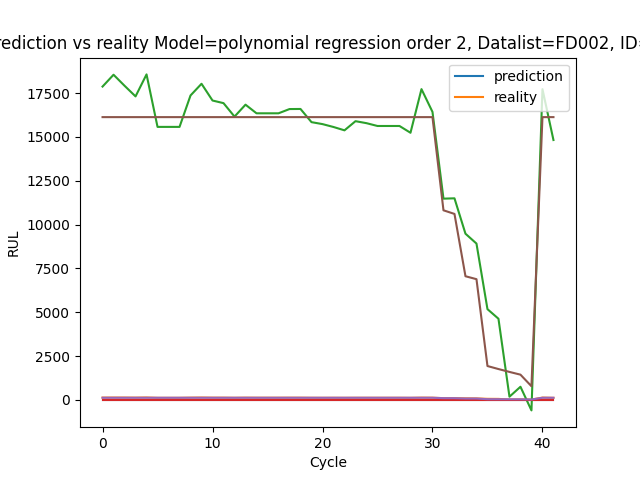 rediction vs reality Model=polynomial regression order 2, Datalist=FD002, ID=
prediction
reality
RUL
17500
15000
12500
10000
7500
5000
2500
0
0 10 20 30 40
Cycle